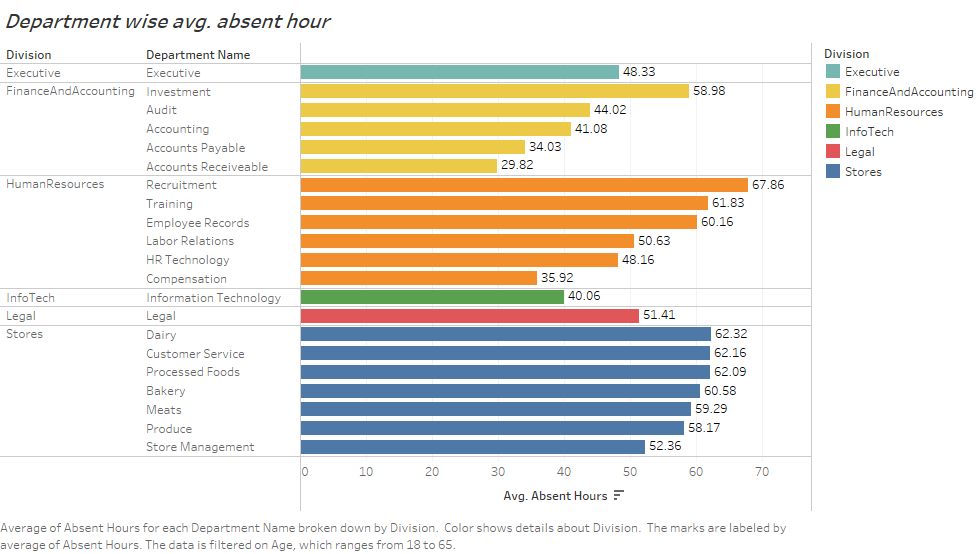 Department wise avg. absent hour
Division Department Name
Executive Executive 48.33
FinanceAndAccounting Investment 58.98
Audit 44.02
Accounting 41.08
Accounts Payable 34.03
Accounts Receiveable 29.82
HumanResources Recruitment 67.86
Training 61.83
Employee Records 60.16
Labor Relations 50.63
HR Technology 48.16
Compensation 35.92
InfoTech Information Technology 40.06
Legal Legal 51.41
Stores Dairy 62.32
Customer Service 62.16
Processed Foods 62.09
Bakery 60.58
Meats 59.29
Produce 58.17
Store Management 52.36
0 10 20 30 40 50 60 70
Avg. Absent Hours
Division
Executive
FinanceAndAccounting
HumanResources
InfoTech
Legal
Stores
Average of Absent Hours for each Department Name broken down by Division. Color shows details about Division. The marks are labeled by
average of Absent Hours. The data is filtered on Age, which ranges from 18 to 65.